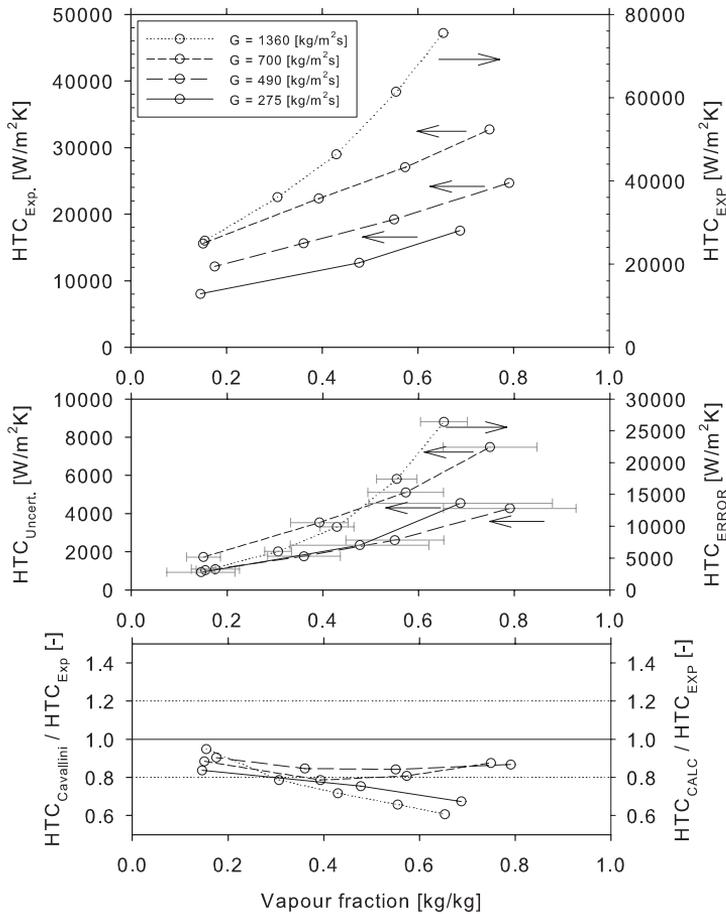 50000
40000
30000
20000
10000
0
HTC_Exp. [W/m²K]
G = 1360 [kg/m²s]
G = 700 [kg/m²s]
G = 490 [kg/m²s]
G = 275 [kg/m²s]
80000
60000
40000
20000
0
HTC_EXP [W/m²K]
0.0 0.2 0.4 0.6 0.8 1.0
10000
8000
6000
4000
2000
0
HTC_Uncert. [W/m²K]
30000
25000
20000
15000
10000
5000
0
HTC_ERROR [W/m²K]
0.0 0.2 0.4 0.6 0.8 1.0
1.4
1.2
1.0
0.8
0.6
HTC_Cavallini / HTC_Exp [-]
1.4
1.2
1.0
0.8
0.6
HTC_CALC / HTC_EXP [-]
0.0 0.2 0.4 0.6 0.8 1.0
Vapour fraction [kg/kg]